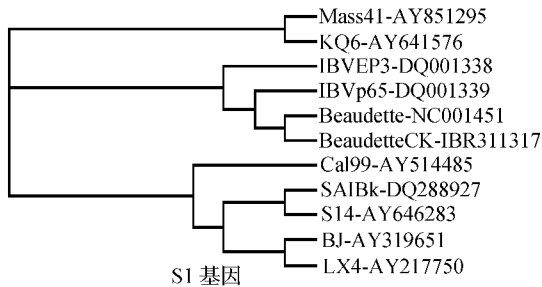 Mass41-AY851295
KQ6-AY641576
IBVEP3-DQ001338
IBVp65-DQ001339
Beaudette-NC001451
BeaudetteCK-IBR311317
Cal99-AY514485
SAIBk-DQ288927
S14-AY646283
BJ-AY319651
LX4-AY217750
S1 基因